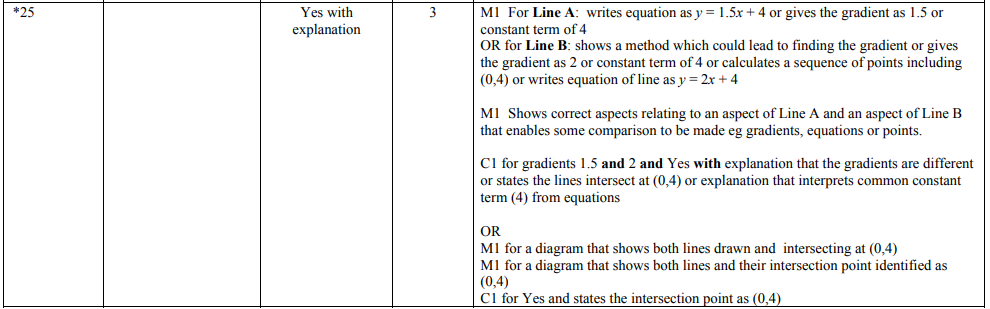 *25
Yes with
explanation
3
M1 For Line A: writes equation as y = 1.5x + 4 or gives the gradient as 1.5 or
constant term of 4
OR for Line B: shows a method which could lead to finding the gradient or gives
the gradient as 2 or constant term of 4 or calculates a sequence of points including
(0,4) or writes equation of line as y = 2x + 4
M1 Shows correct aspects relating to an aspect of Line A and an aspect of Line B
that enables some comparison to be made eg gradients, equations or points.
C1 for gradients 1.5 and 2 and Yes with explanation that the gradients are different
or states the lines intersect at (0,4) or explanation that interprets common constant
term (4) from equations
OR
M1 for a diagram that shows both lines drawn and intersecting at (0,4)
M1 for a diagram that shows both lines and their intersection point identified as
(0,4)
C1 for Yes and states the intersection point as (0,4)